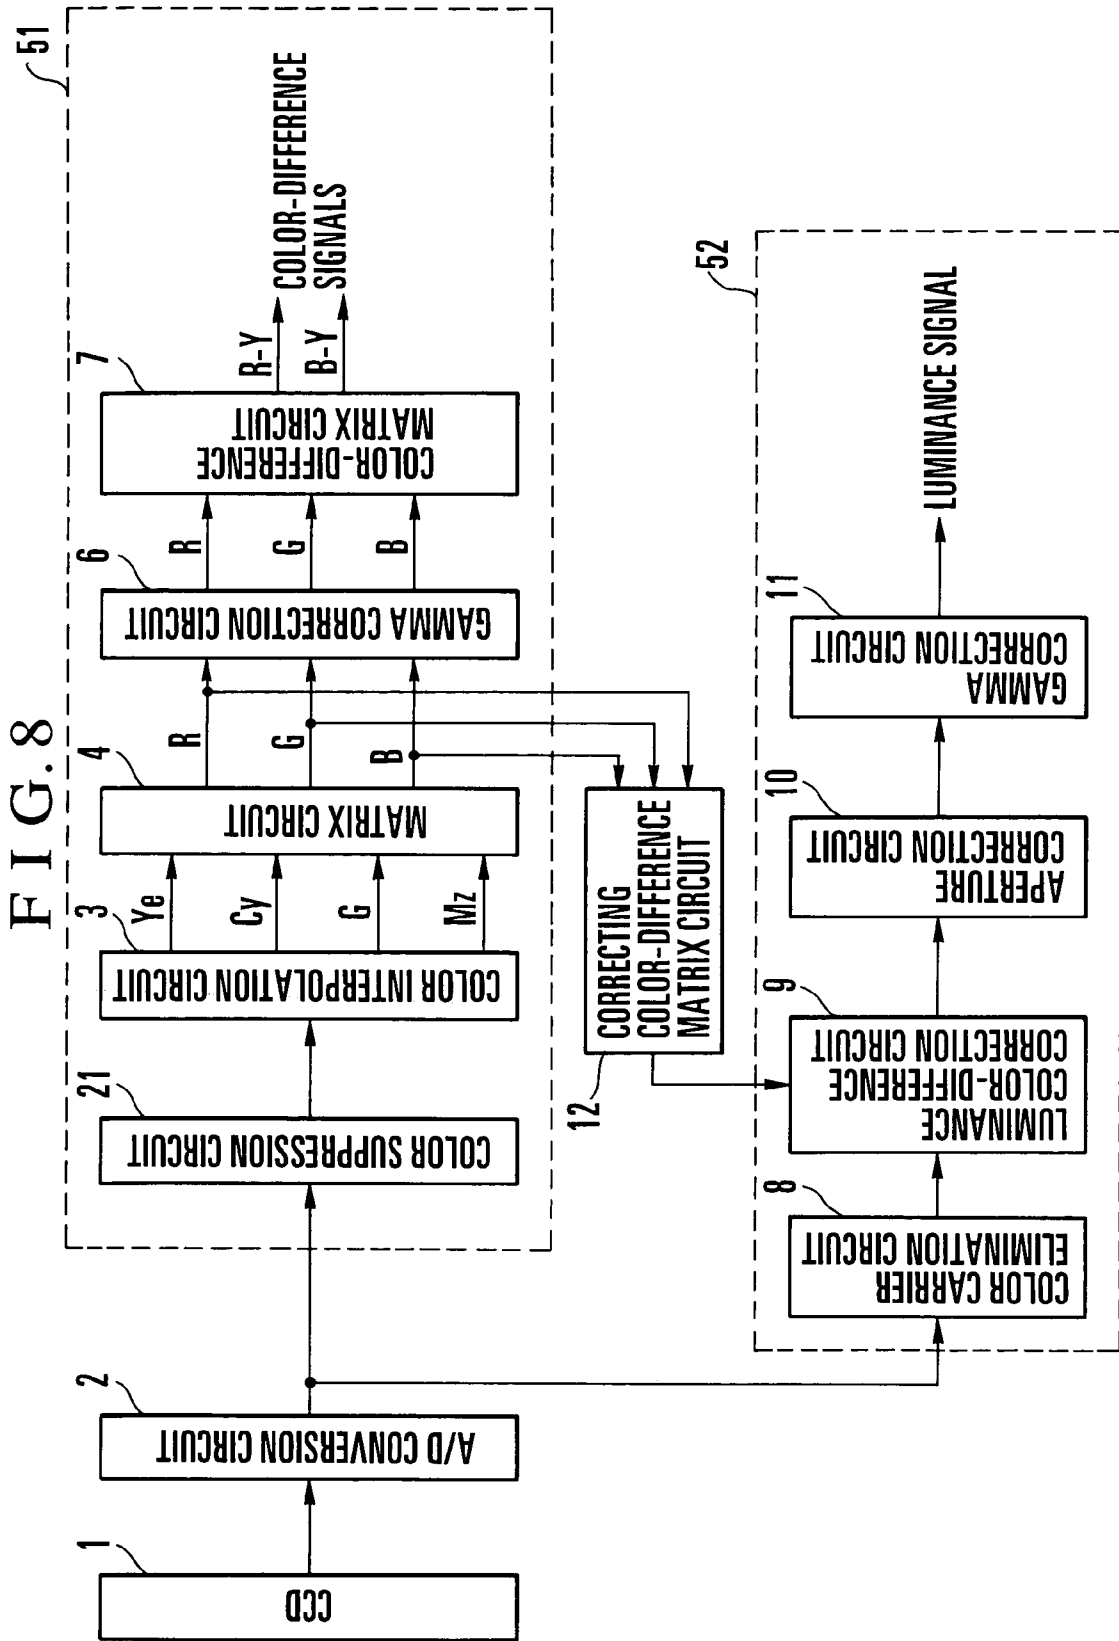 FIG.8
51
1
CCD
2
A/D CONVERSION CIRCUIT
21
COLOR SUPPRESSION CIRCUIT
3
COLOR INTERPOLATION CIRCUIT
Ye
Cy
G
Mz
4
MATRIX CIRCUIT
R
G
B
6
GAMMA CORRECTION CIRCUIT
R
G
B
7
COLOR-DIFFERENCE
MATRIX CIRCUIT
R-Y
B-Y
COLOR-DIFFERENCE
SIGNALS
12
CORRECTING
COLOR-DIFFERENCE
MATRIX CIRCUIT
52
8
COLOR CARRIER
ELIMINATION CIRCUIT
9
LUMINANCE
COLOR-DIFFERENCE
CORRECTION CIRCUIT
10
APERTURE
CORRECTION CIRCUIT
11
GAMMA
CORRECTION
CIRCUIT
LUMINANCE SIGNAL